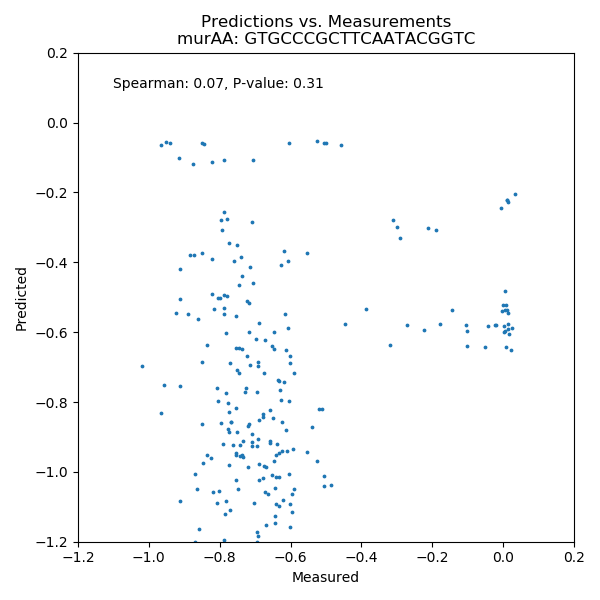 Predictions vs. Measurements
murAA: GTGCCCGCTTCAATACGGTC
Spearman: 0.07, P-value: 0.31
0.2
0.0
−0.2
−0.4
−0.6
−0.8
−1.0
−1.2
Predicted
−1.2 −1.0 −0.8 −0.6 −0.4 −0.2 0.0 0.2
Measured